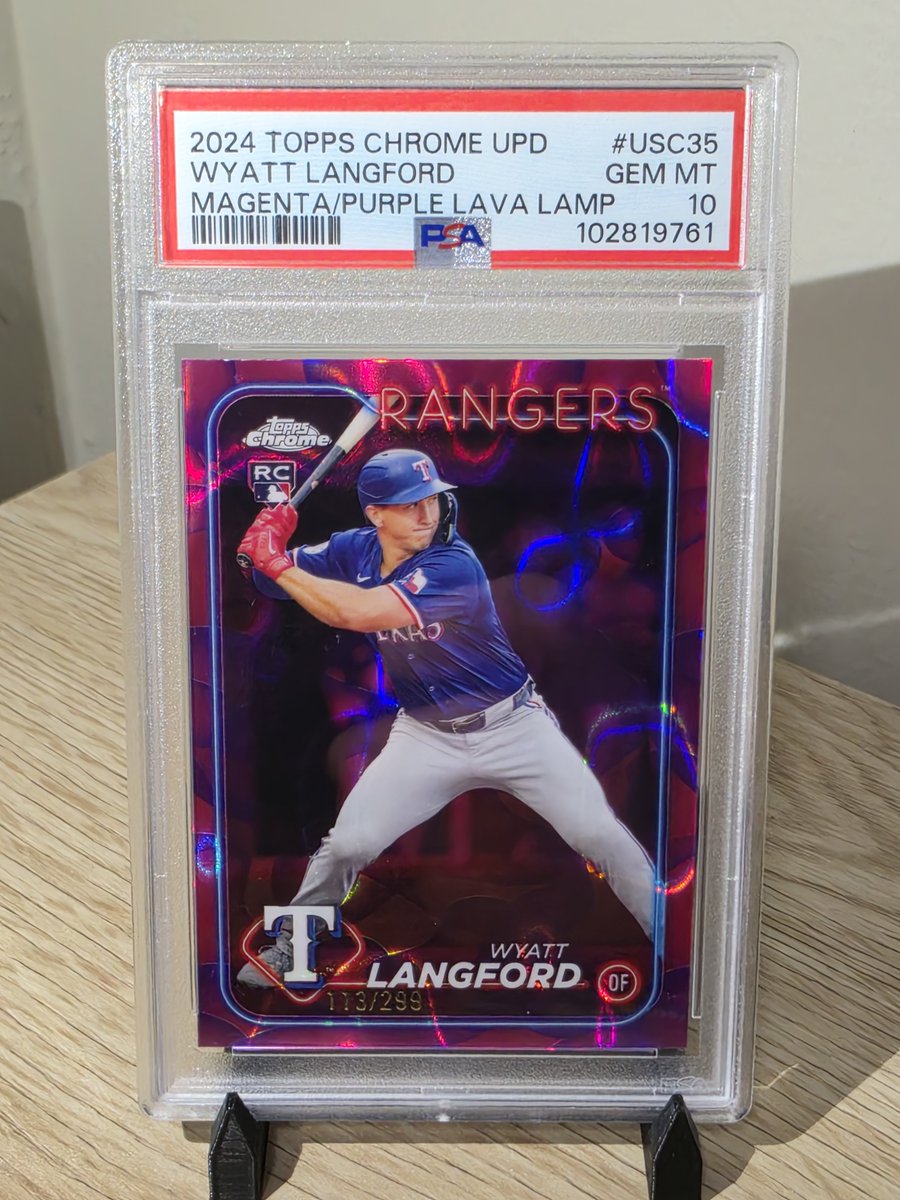 2024 TOPPS CHROME UPD #USC35
WYATT LANGFORD GEM MT
MAGENTA/PURPLE LAVA LAMP 10
PSA 102819761
RANGERS™
Topps
Chrome
RC
T
T
WYATT
LANGFORD OF
113/299